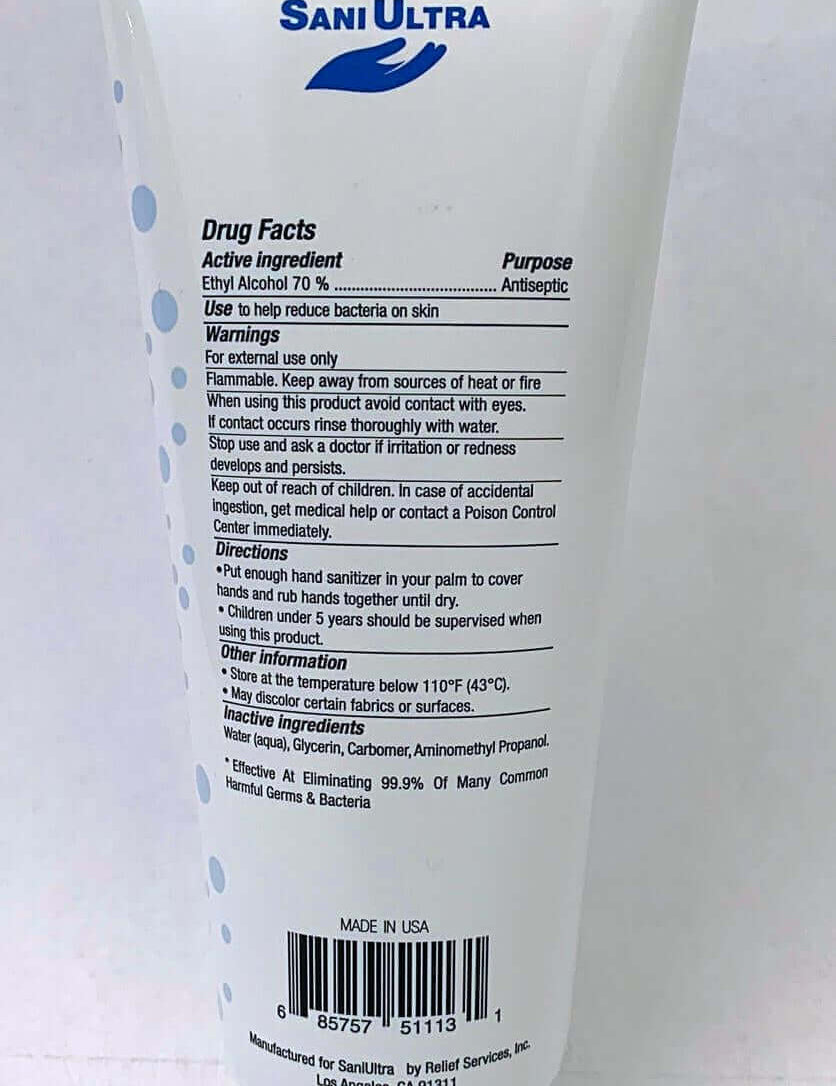 SANI ULTRA
Drug Facts
Active ingredient Purpose
Ethyl Alcohol 70 % ....................................... Antiseptic
Use to help reduce bacteria on skin
Warnings
For external use only
Flammable. Keep away from sources of heat or fire
When using this product avoid contact with eyes.
If contact occurs rinse thoroughly with water.
Stop use and ask a doctor if irritation or redness
develops and persists.
Keep out of reach of children. In case of accidental
ingestion, get medical help or contact a Poison Control
Center immediately.
Directions
•Put enough hand sanitizer in your palm to cover
hands and rub hands together until dry.
• Children under 5 years should be supervised when
using this product.
Other information
• Store at the temperature below 110°F (43°C).
• May discolor certain fabrics or surfaces.
Inactive ingredients
Water (aqua), Glycerin, Carbomer, Aminomethyl Propanol.
* Effective At Eliminating 99.9% Of Many Common
Harmful Germs & Bacteria
MADE IN USA
6 85757 51113 1
Manufactured for SaniUltra by Relief Services, Inc.
Los Angeles, CA 91311